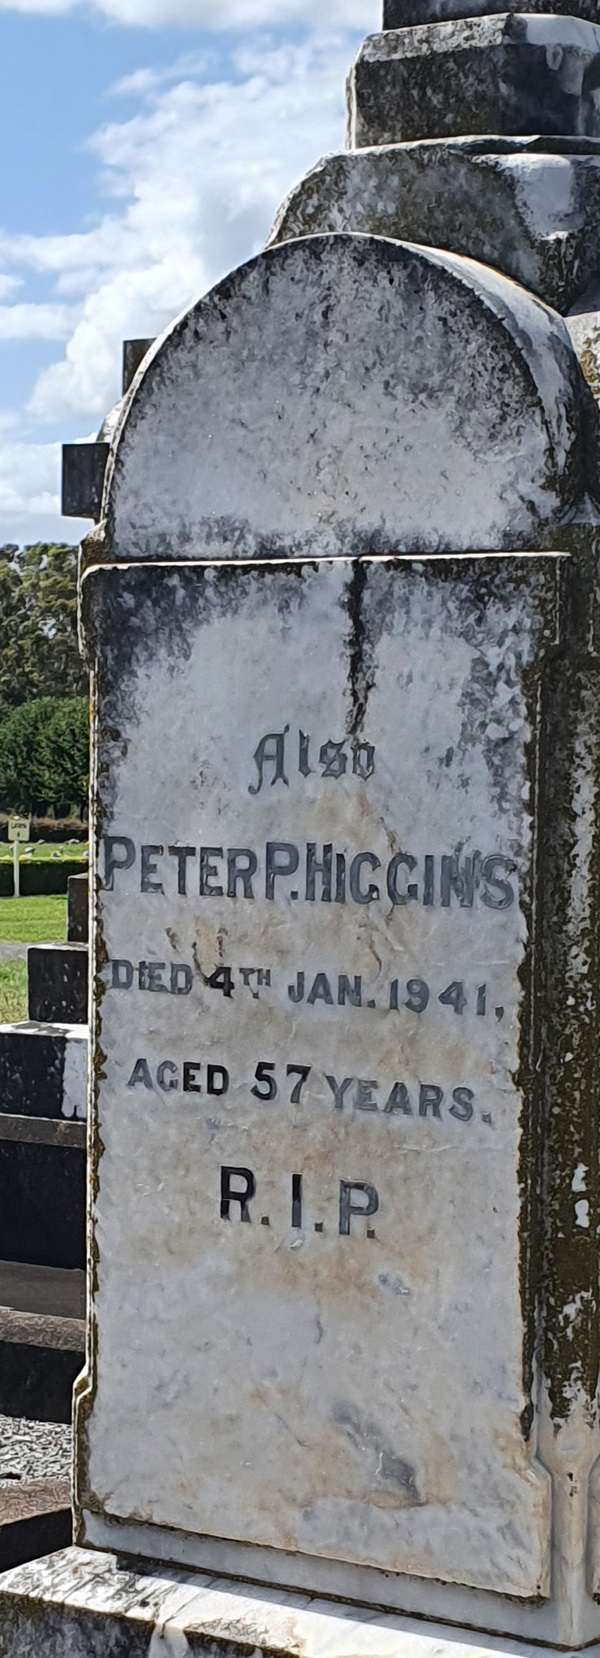 Also
PETER P. HIGGINS
DIED 4TH JAN. 1941,
AGED 57 YEARS.
R.I.P.